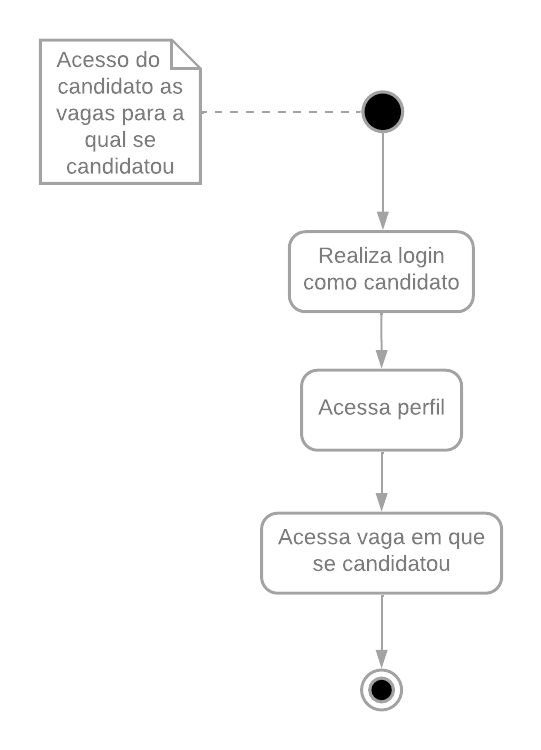 Acesso do
candidato as
vagas para a
qual se
candidatou
Realiza login
como candidato
Acessa perfil
Acessa vaga em que
se candidatou